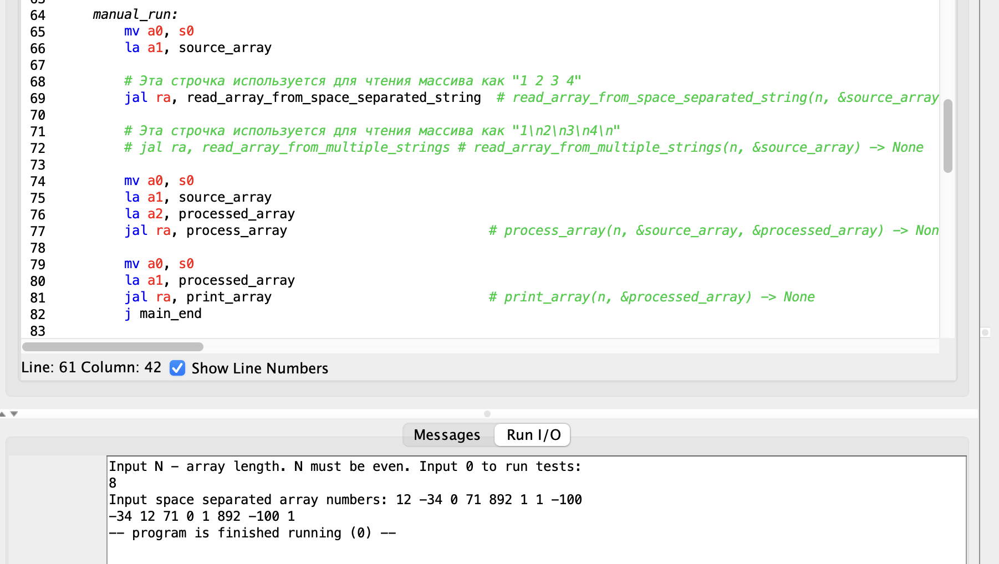 63
64 manual_run:
65 mv a0, s0
66 la a1, source_array
67
68 # Эта строчка используется для чтения массива как "1 2 3 4"
69 jal ra, read_array_from_space_separated_string # read_array_from_space_separated_string(n, &source_array
70
71 # Эта строчка используется для чтения массива как "1\n2\n3\n4\n"
72 # jal ra, read_array_from_multiple_strings # read_array_from_multiple_strings(n, &source_array) -> None
73
74 mv a0, s0
75 la a1, source_array
76 la a2, processed_array
77 jal ra, process_array # process_array(n, &source_array, &processed_array) -> Non
78
79 mv a0, s0
80 la a1, processed_array
81 jal ra, print_array # print_array(n, &processed_array) -> None
82 j main_end
83
Line: 61 Column: 42 Show Line Numbers
Messages Run I/O
Input N - array length. N must be even. Input 0 to run tests:
8
Input space separated array numbers: 12 -34 0 71 892 1 1 -100
-34 12 71 0 1 892 -100 1
-- program is finished running (0) --